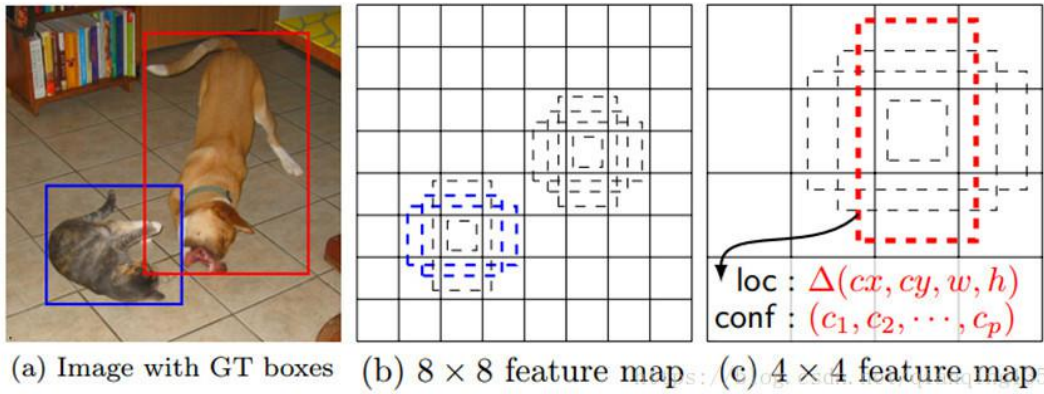 loc : Δ(cx, cy, w, h)
conf : (c₁, c₂, ⋯, cₚ)
(a) Image with GT boxes
(b) 8 × 8 feature map
(c) 4 × 4 feature map